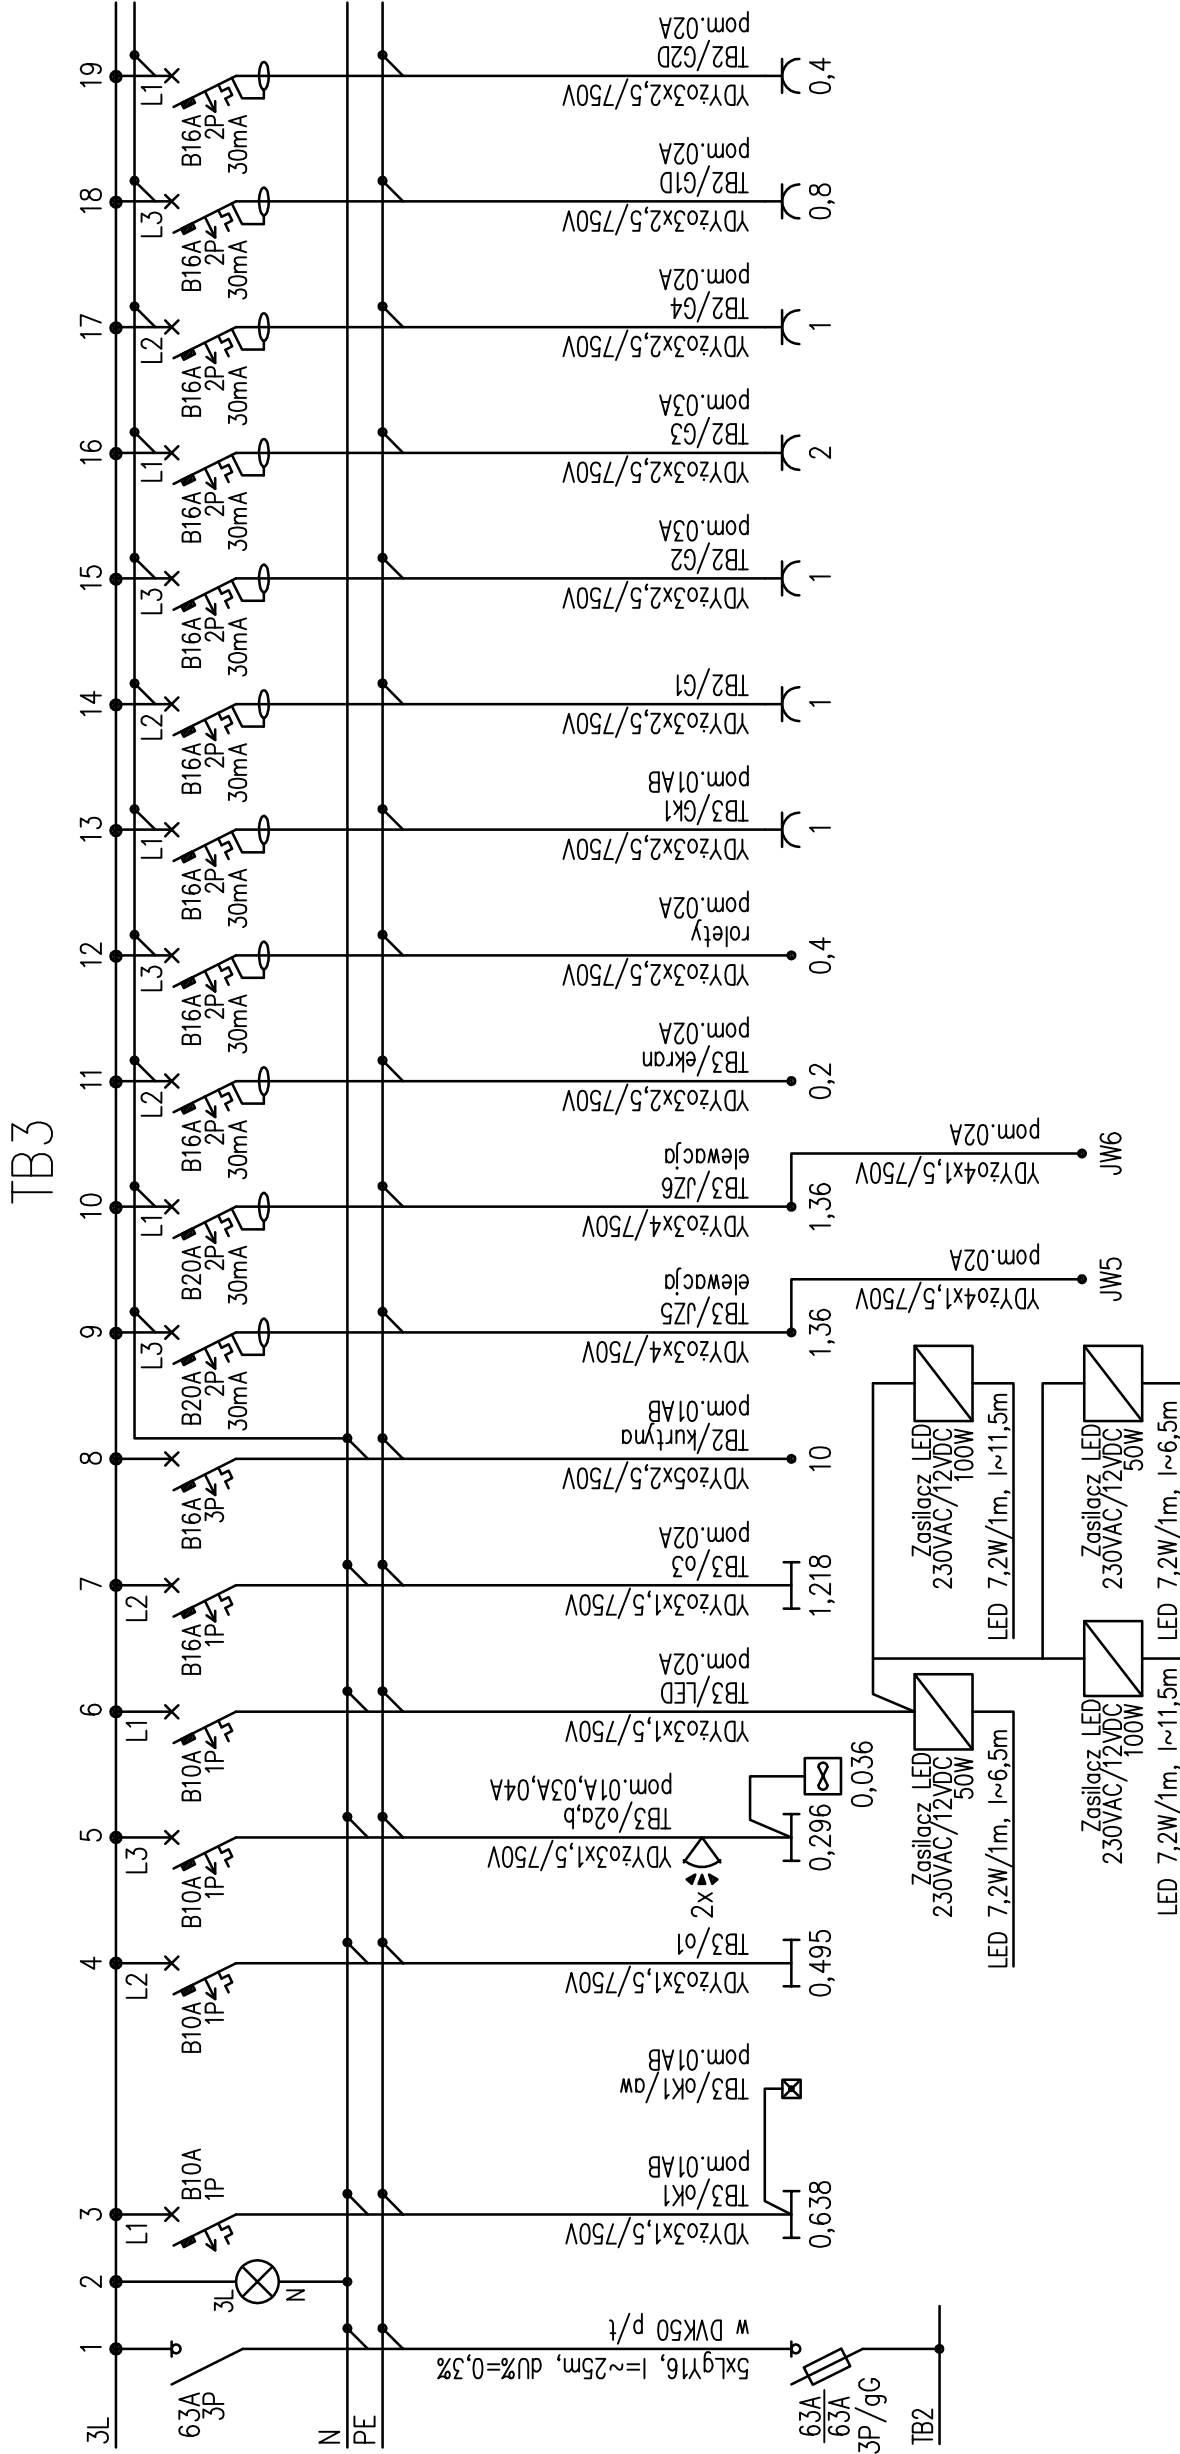 TB3
3L
N
PE
1
63A
3P
5xLgY16, l=~25m, dU%=0,3%
w DVK50 p/t
63A
63A
3P/gG
TB2
2
3L
N
3
L1
B10A
1P
YDYżo3x1,5/750V
TB3/oK1
pom.01AB
0,638
TB3/oK1/aw
pom.01AB
4
L2
B10A
1P
YDYżo3x1,5/750V
TB3/o1
0,495
5
L3
B10A
1P
YDYżo3x1,5/750V
TB3/o2a,b
pom.01A,03A,04A
2x
0,296
0,036
6
L1
B10A
1P
YDYżo3x1,5/750V
TB3/LED
pom.02A
Zasilacz LED
230VAC/12VDC
50W
LED 7,2W/1m, l~6,5m
Zasilacz LED
230VAC/12VDC
100W
LED 7,2W/1m, l~11,5m
Zasilacz LED
230VAC/12VDC
100W
LED 7,2W/1m, l~11,5m
Zasilacz LED
230VAC/12VDC
50W
LED 7,2W/1m, l~6,5m
7
L2
B16A
1P
YDYżo3x1,5/750V
TB3/o3
pom.02A
1,218
8
B16A
3P
YDYżo5x2,5/750V
TB2/kurtyna
pom.01AB
10
9
L3
B20A
2P
30mA
YDYżo3x4/750V
TB3/JZ5
elewacja
1,36
YDYżo4x1,5/750V
pom.02A
JW5
10
L1
B20A
2P
30mA
YDYżo3x4/750V
TB3/JZ6
elewacja
1,36
YDYżo4x1,5/750V
pom.02A
JW6
11
L2
B16A
2P
30mA
YDYżo3x2,5/750V
TB3/ekran
pom.02A
0,2
12
L3
B16A
2P
30mA
YDYżo3x2,5/750V
rolety
pom.02A
0,4
13
L1
B16A
2P
30mA
YDYżo3x2,5/750V
TB3/Gk1
pom.01AB
1
14
L2
B16A
2P
30mA
YDYżo3x2,5/750V
TB2/G1
1
15
L3
B16A
2P
30mA
YDYżo3x2,5/750V
TB2/G2
pom.03A
1
16
L1
B16A
2P
30mA
YDYżo3x2,5/750V
TB2/G3
pom.03A
2
17
L2
B16A
2P
30mA
YDYżo3x2,5/750V
TB2/G4
pom.02A
1
18
L3
B16A
2P
30mA
YDYżo3x2,5/750V
TB2/G1D
pom.02A
0,8
19
L1
B16A
2P
30mA
YDYżo3x2,5/750V
TB2/G2D
pom.02A
0,4